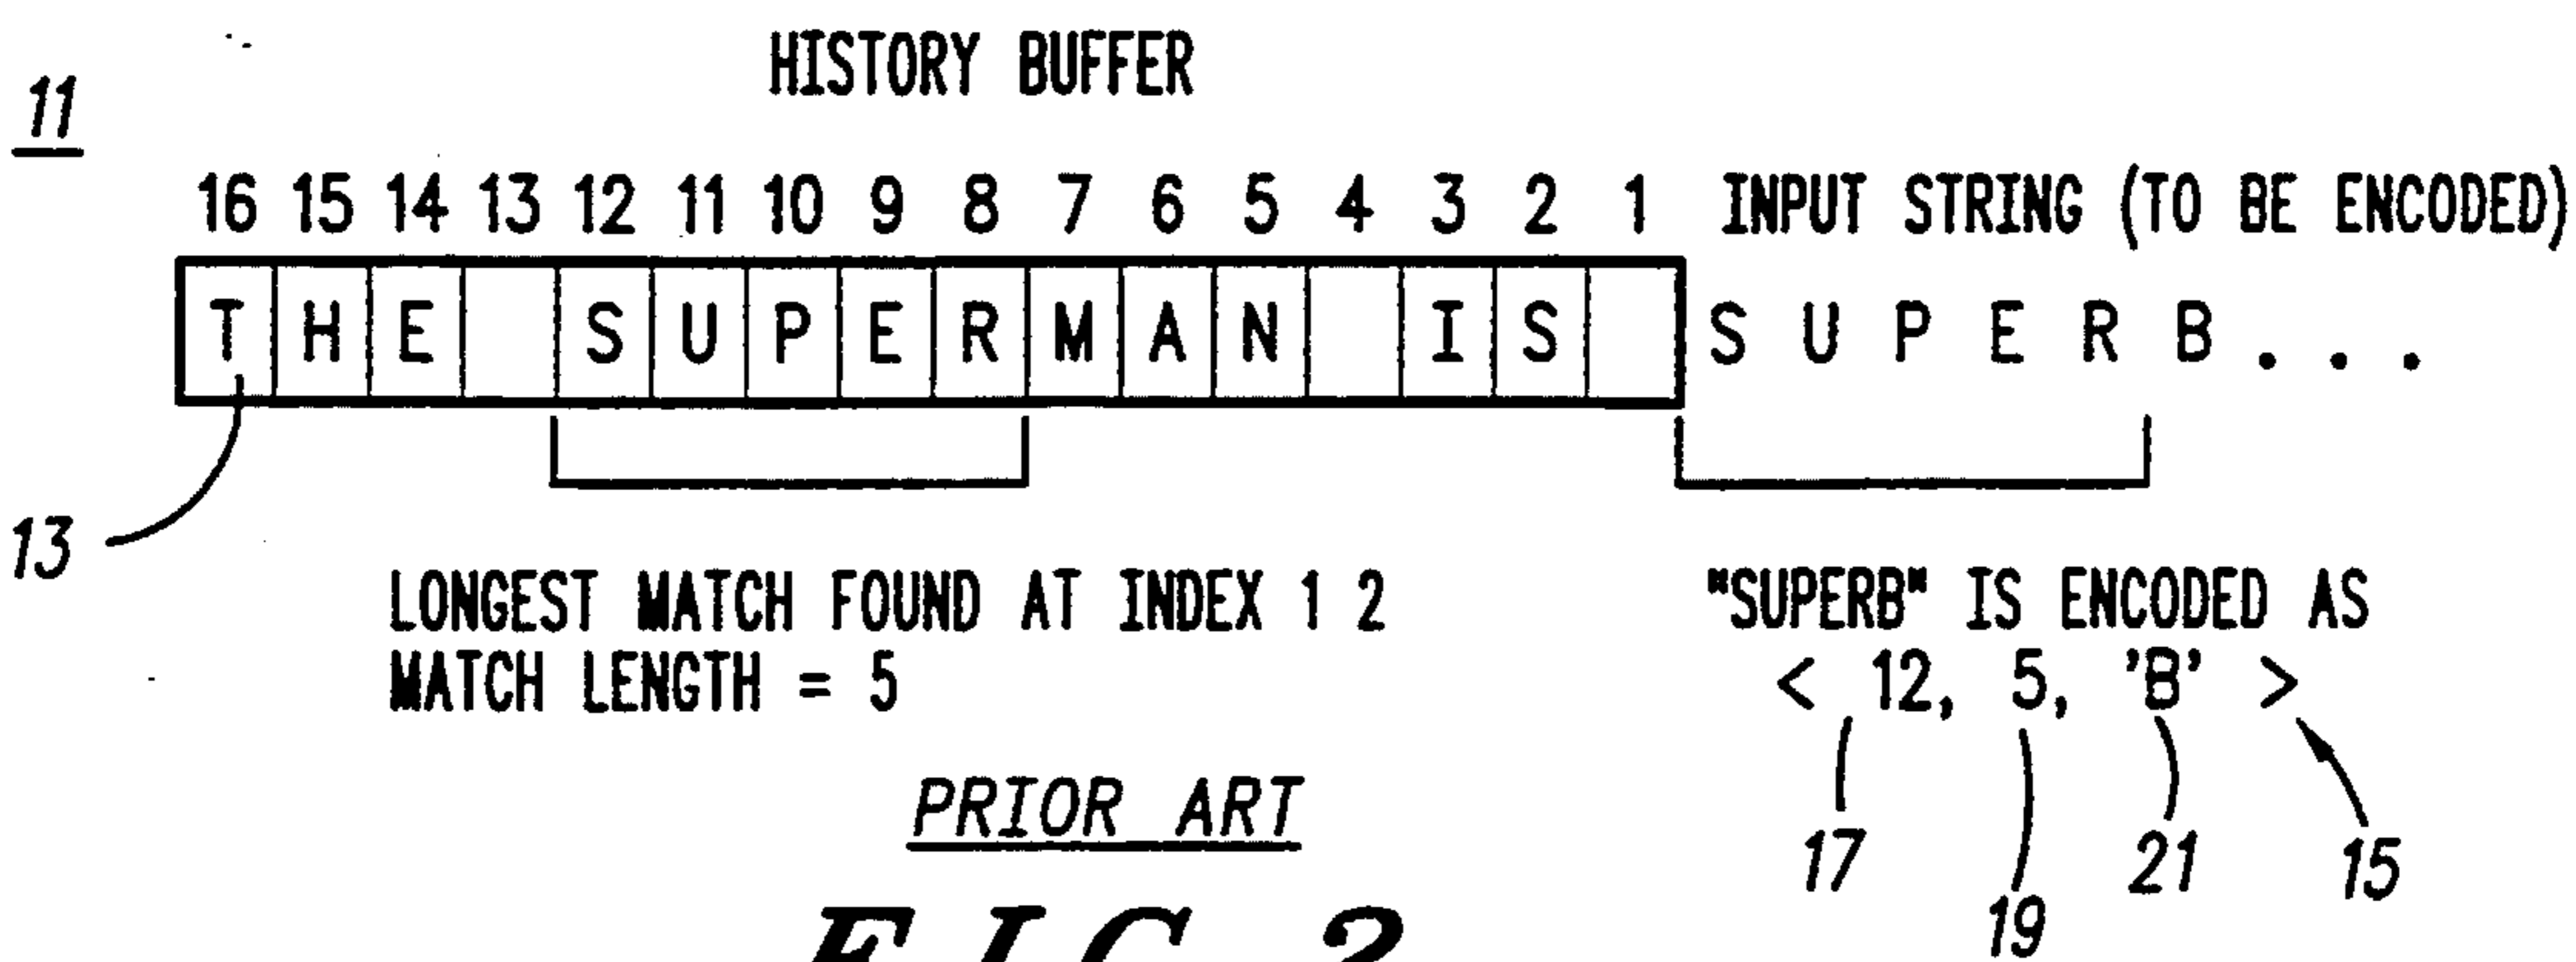 HISTORY BUFFER
11
16 15 14 13 12 11 10 9 8 7 6 5 4 3 2 1 INPUT STRING (TO BE ENCODED)
T H E S U P E R M A N I S S U P E R B . . .
13
LONGEST MATCH FOUND AT INDEX 1 2
MATCH LENGTH = 5
"SUPERB" IS ENCODED AS
< 12, 5, 'B' >
17 19 21 15
PRIOR ART